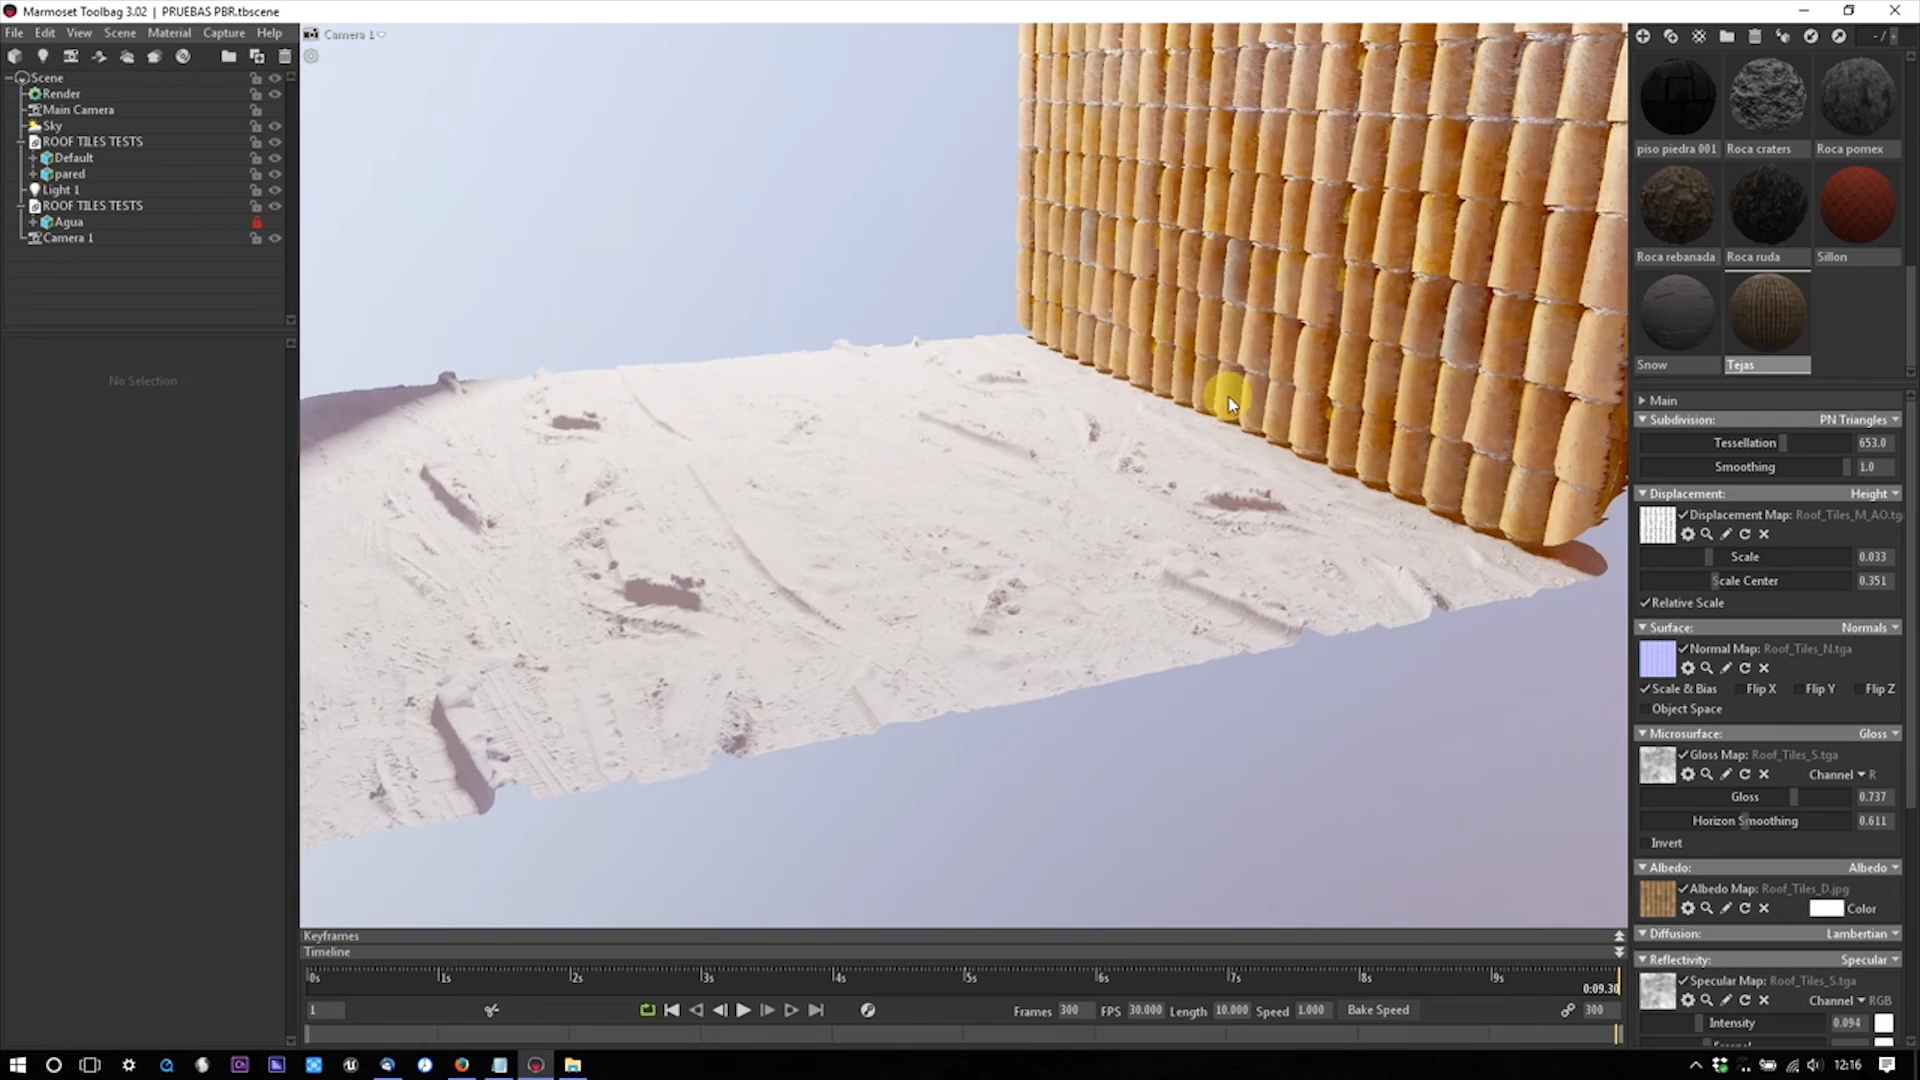 Marmoset Toolbag 3.02 | PRUEBAS PBR.tbscene
File Edit View Scene Material Capture Help
Scene
Render
Main Camera
Sky
ROOF TILES TESTS
Default
pared
Light 1
ROOF TILES TESTS
Agua
Camera 1
No Selection
Camera 1
piso piedra 001 Roca craters Roca pomex
Roca rebanada Roca ruda Sillon
Snow Tejas
Main
Subdivision: PN Triangles
Tessellation 653.0
Smoothing 1.0
Displacement: Height
Displacement Map: Roof_Tiles_M_AO.tg
Scale 0.033
Scale Center 0.351
Relative Scale
Surface: Normals
Normal Map: Roof_Tiles_N.tga
Scale & Bias Flip X Flip Y Flip Z
Object Space
Microsurface: Gloss
Gloss Map: Roof_Tiles_S.tga
Channel R
Gloss 0.737
Horizon Smoothing 0.611
Invert
Albedo: Albedo
Albedo Map: Roof_Tiles_D.jpg
Color
Diffusion: Lambertian
Reflectivity: Specular
Specular Map: Roof_Tiles_S.tga
Channel RGB
Intensity 0.094
Keyframes
Timeline
0s 1s 2s 3s 4s 5s 6s 7s 8s 9s
0:09.30
1
Frames 300 FPS 30.000 Length 10.000 Speed 1.000 Bake Speed 300
12:16